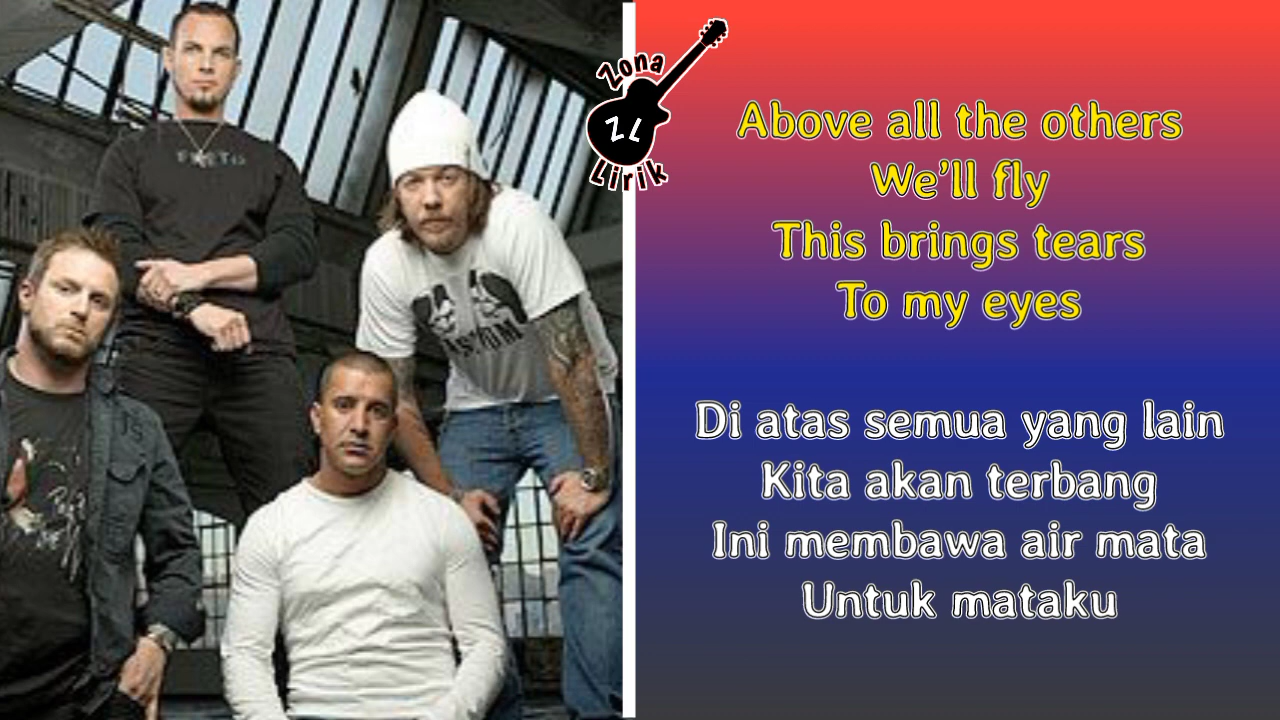 Zona
ZL
Lirik
Above all the others
We'll fly
This brings tears
To my eyes
Di atas semua yang lain
Kita akan terbang
Ini membawa air mata
Untuk mataku